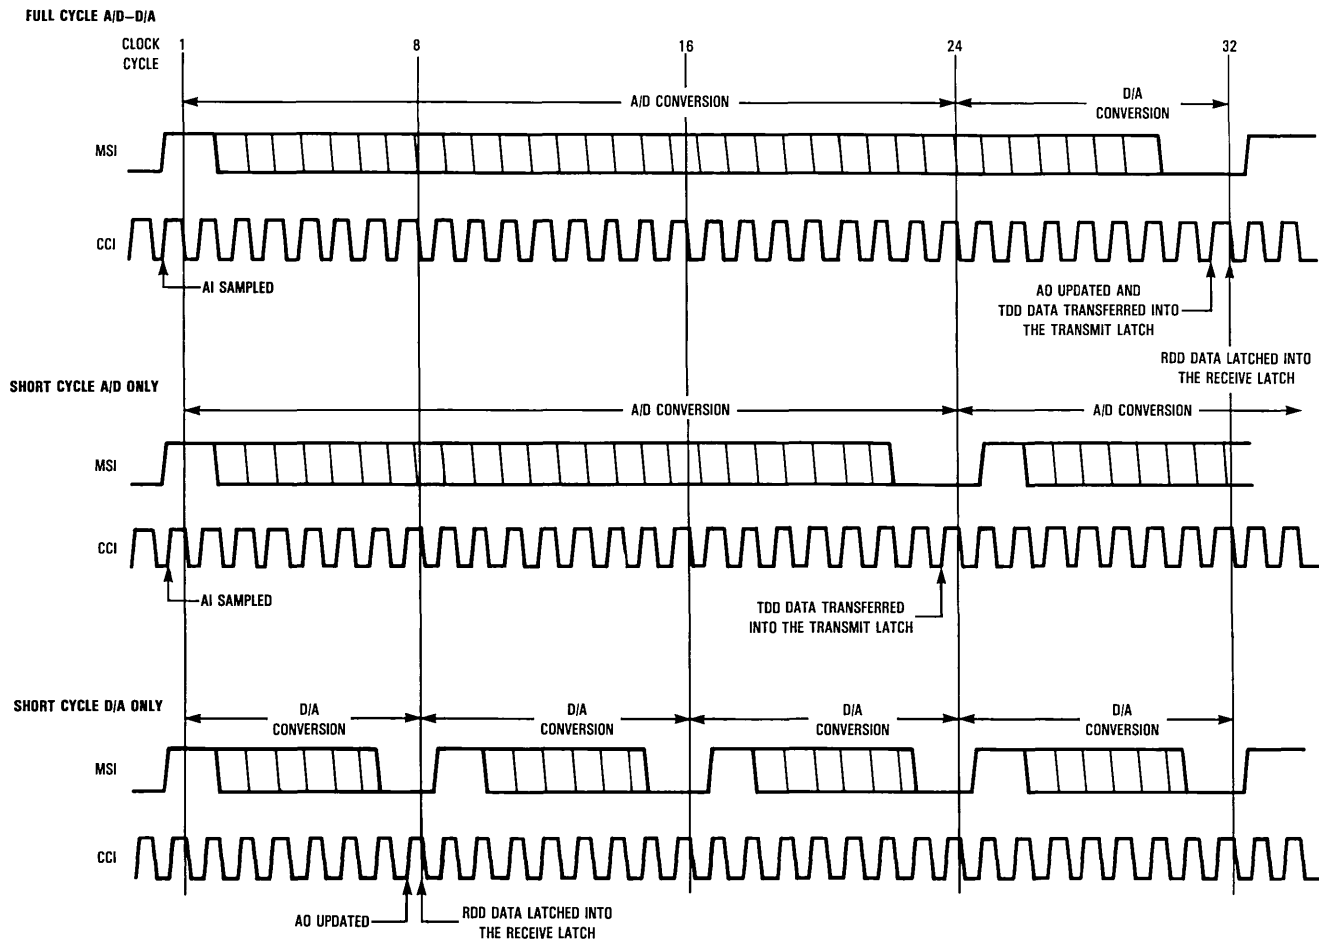 FULL CYCLE A/D–D/A
CLOCK
CYCLE
1
8
16
24
32
A/D CONVERSION
D/A
CONVERSION
MSI
CCI
AI SAMPLED
AO UPDATED AND
TDD DATA TRANSFERRED INTO
THE TRANSMIT LATCH
RDD DATA LATCHED INTO
THE RECEIVE LATCH
SHORT CYCLE A/D ONLY
A/D CONVERSION
A/D CONVERSION
MSI
CCI
AI SAMPLED
TDD DATA TRANSFERRED
INTO THE TRANSMIT LATCH
SHORT CYCLE D/A ONLY
D/A
CONVERSION
D/A
CONVERSION
D/A
CONVERSION
D/A
CONVERSION
MSI
CCI
AO UPDATED
RDD DATA LATCHED INTO
THE RECEIVE LATCH